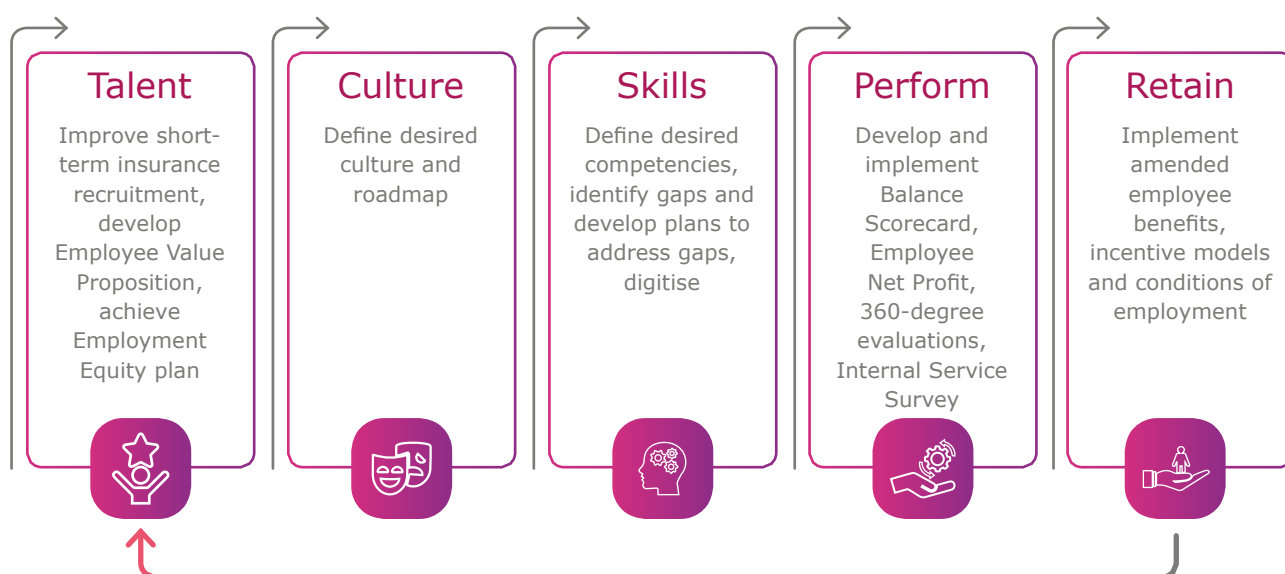 Talent
Improve short-
term insurance
recruitment,
develop
Employee Value
Proposition,
achieve
Employment
Equity plan
Culture
Define desired
culture and
roadmap
Skills
Define desired
competencies,
identify gaps and
develop plans to
address gaps,
digitise
Perform
Develop and
implement
Balance
Scorecard,
Employee
Net Profit,
360-degree
evaluations,
Internal Service
Survey
Retain
Implement
amended
employee
benefits,
incentive models
and conditions of
employment